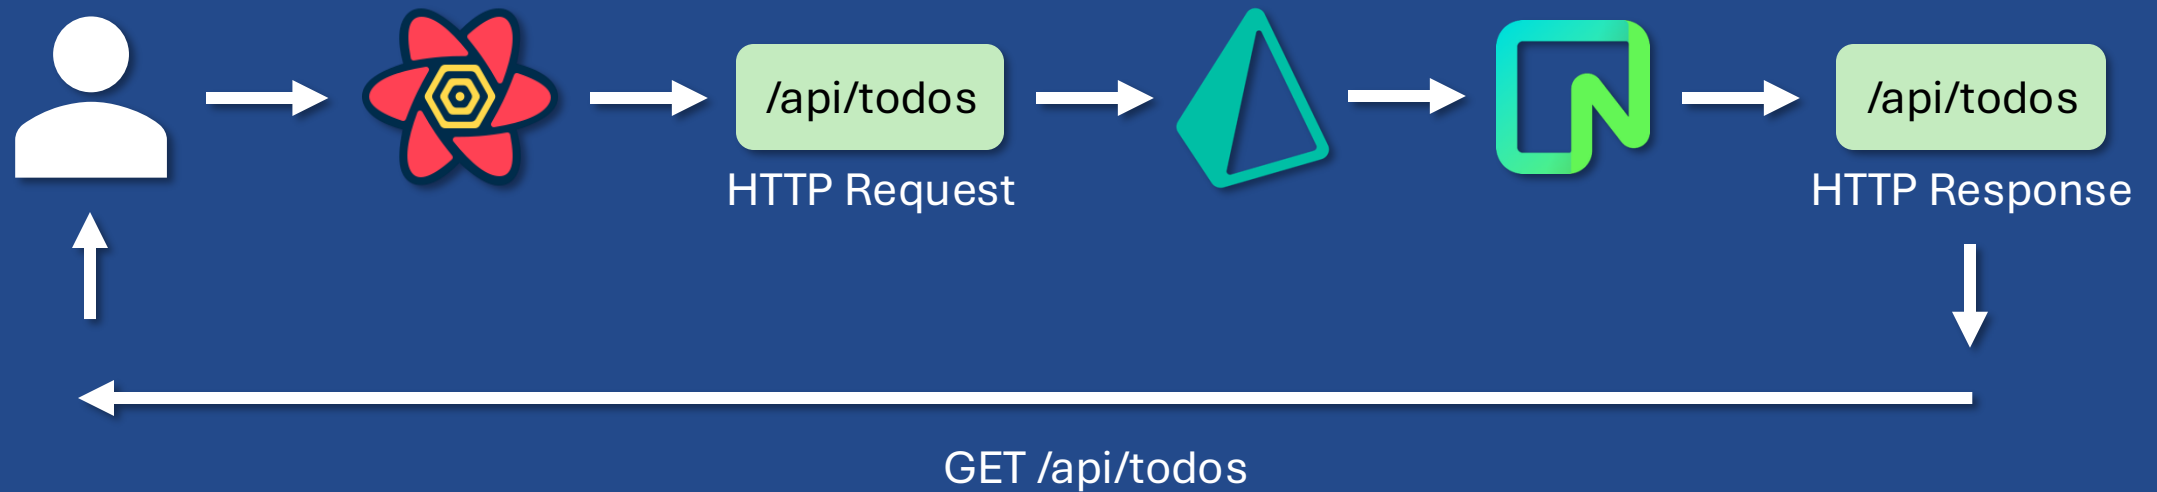 /api/todos
HTTP Request
/api/todos
HTTP Response
GET /api/todos